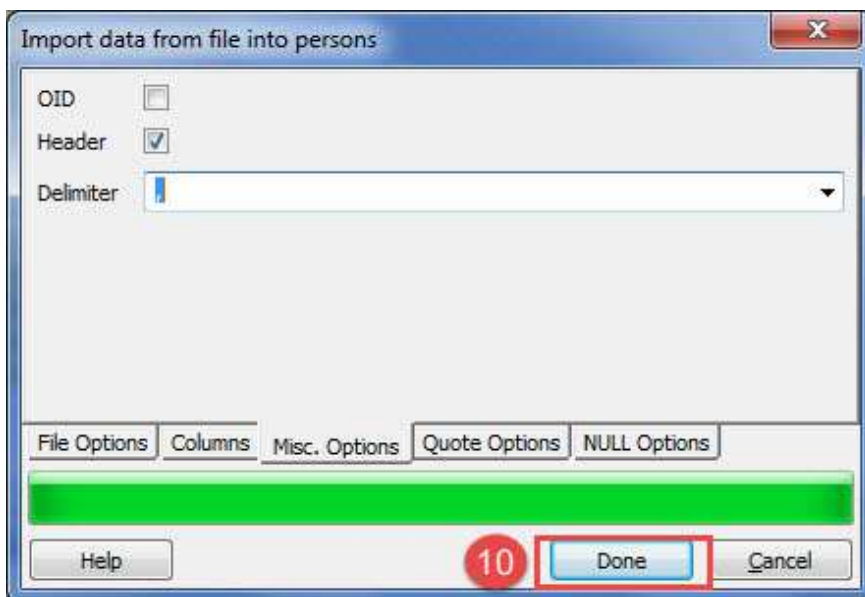 Import data from file into persons
OID
Header
Delimiter ,
File Options Columns Misc. Options Quote Options NULL Options
Help 10 Done Cancel